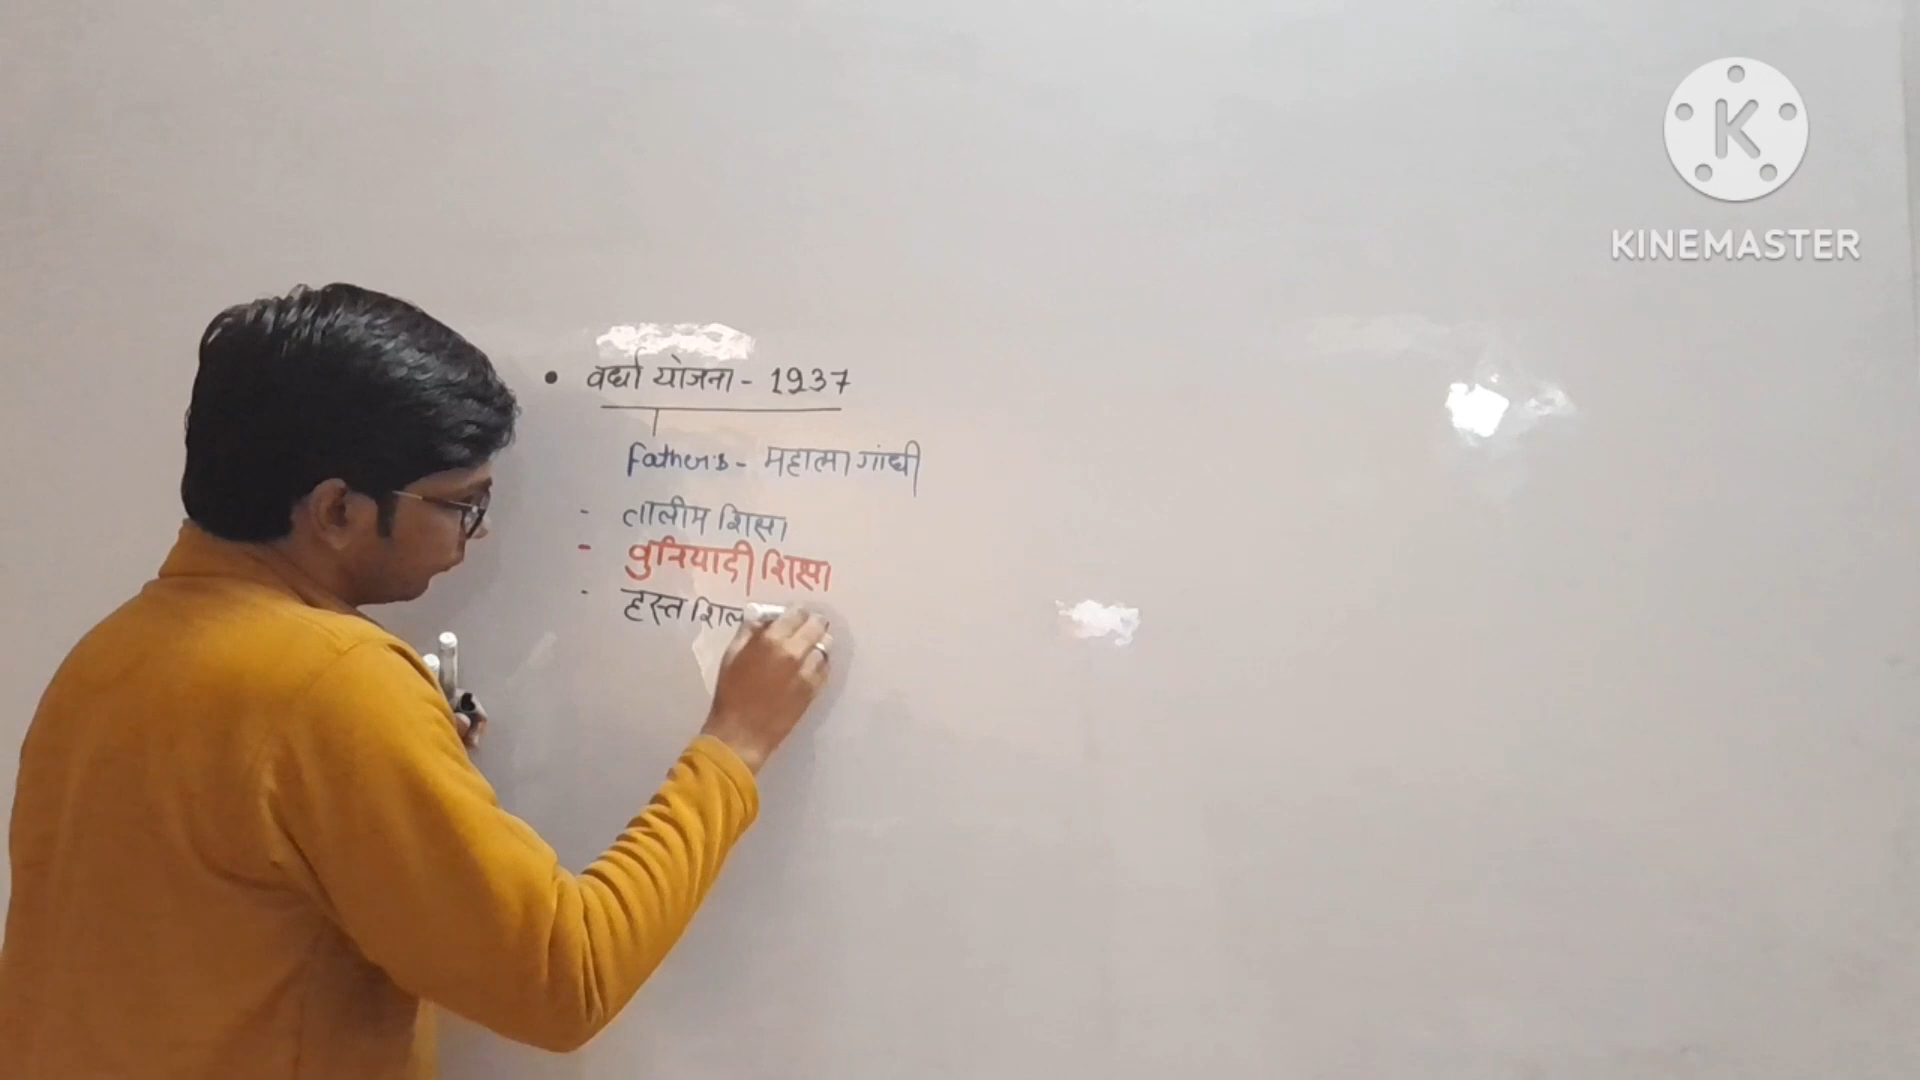 K
KINEMASTER
• वर्धा योजना - 1937
Father's - महात्मा गांधी
- तालीम शिक्षा
- बुनियादी शिक्षा
- हस्त